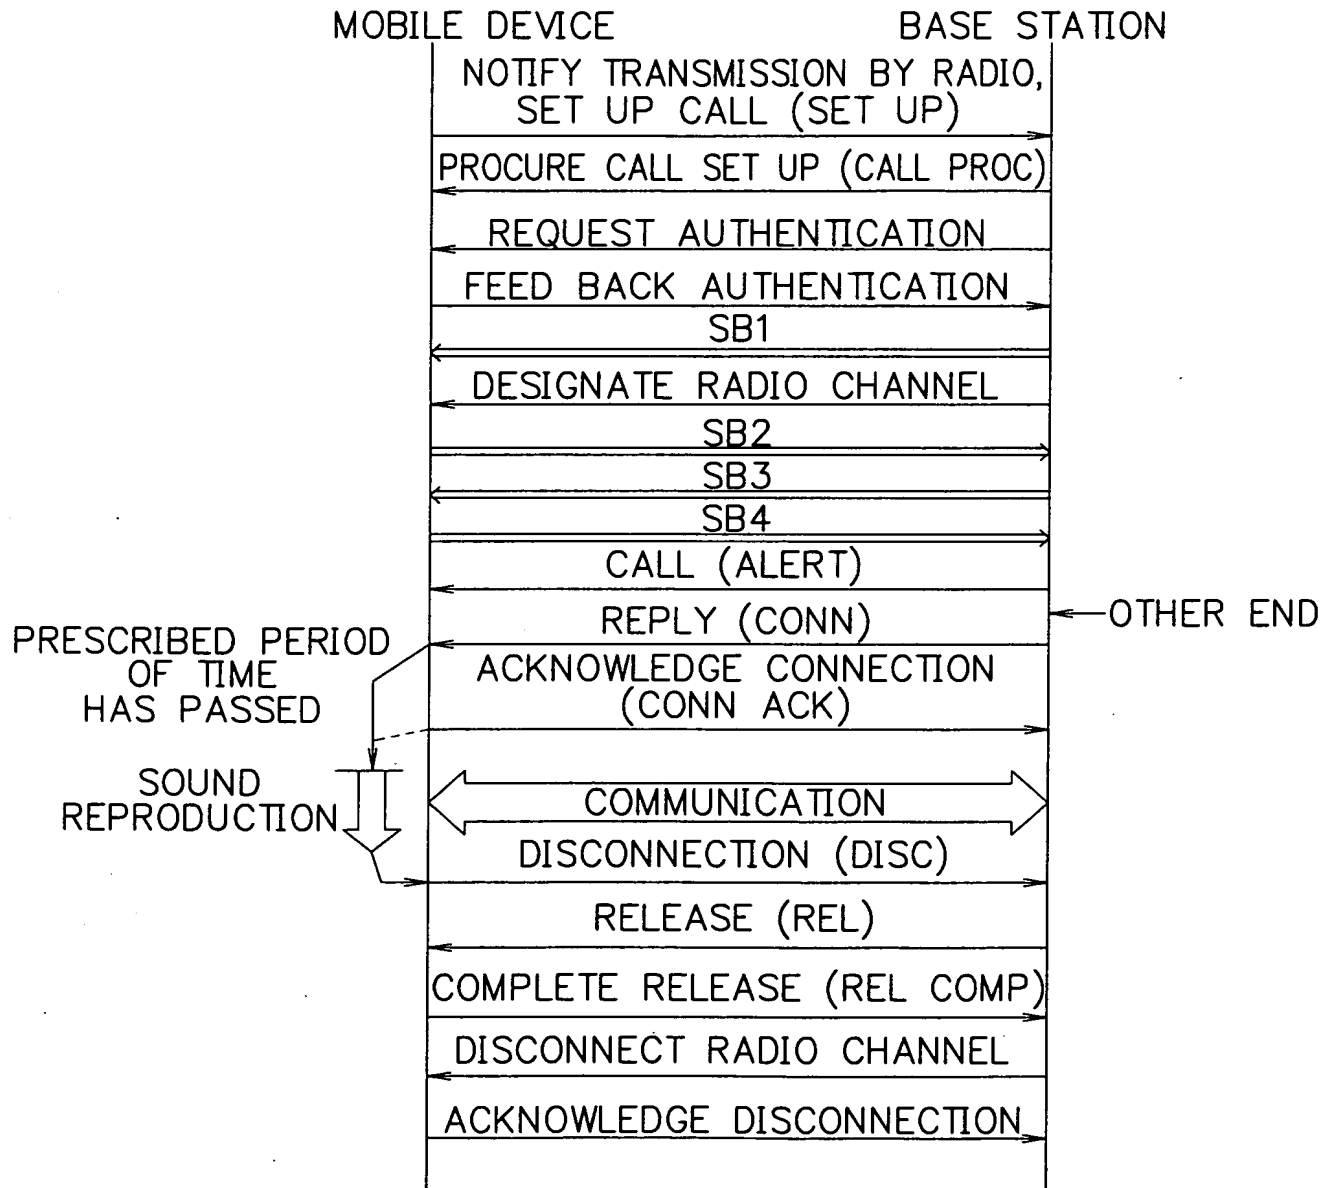 MOBILE DEVICE
BASE STATION
NOTIFY TRANSMISSION BY RADIO,
SET UP CALL (SET UP)
PROCURE CALL SET UP (CALL PROC)
REQUEST AUTHENTICATION
FEED BACK AUTHENTICATION
SB1
DESIGNATE RADIO CHANNEL
SB2
SB3
SB4
CALL (ALERT)
REPLY (CONN)
OTHER END
PRESCRIBED PERIOD
OF TIME
HAS PASSED
ACKNOWLEDGE CONNECTION
(CONN ACK)
SOUND
REPRODUCTION
COMMUNICATION
DISCONNECTION (DISC)
RELEASE (REL)
COMPLETE RELEASE (REL COMP)
DISCONNECT RADIO CHANNEL
ACKNOWLEDGE DISCONNECTION